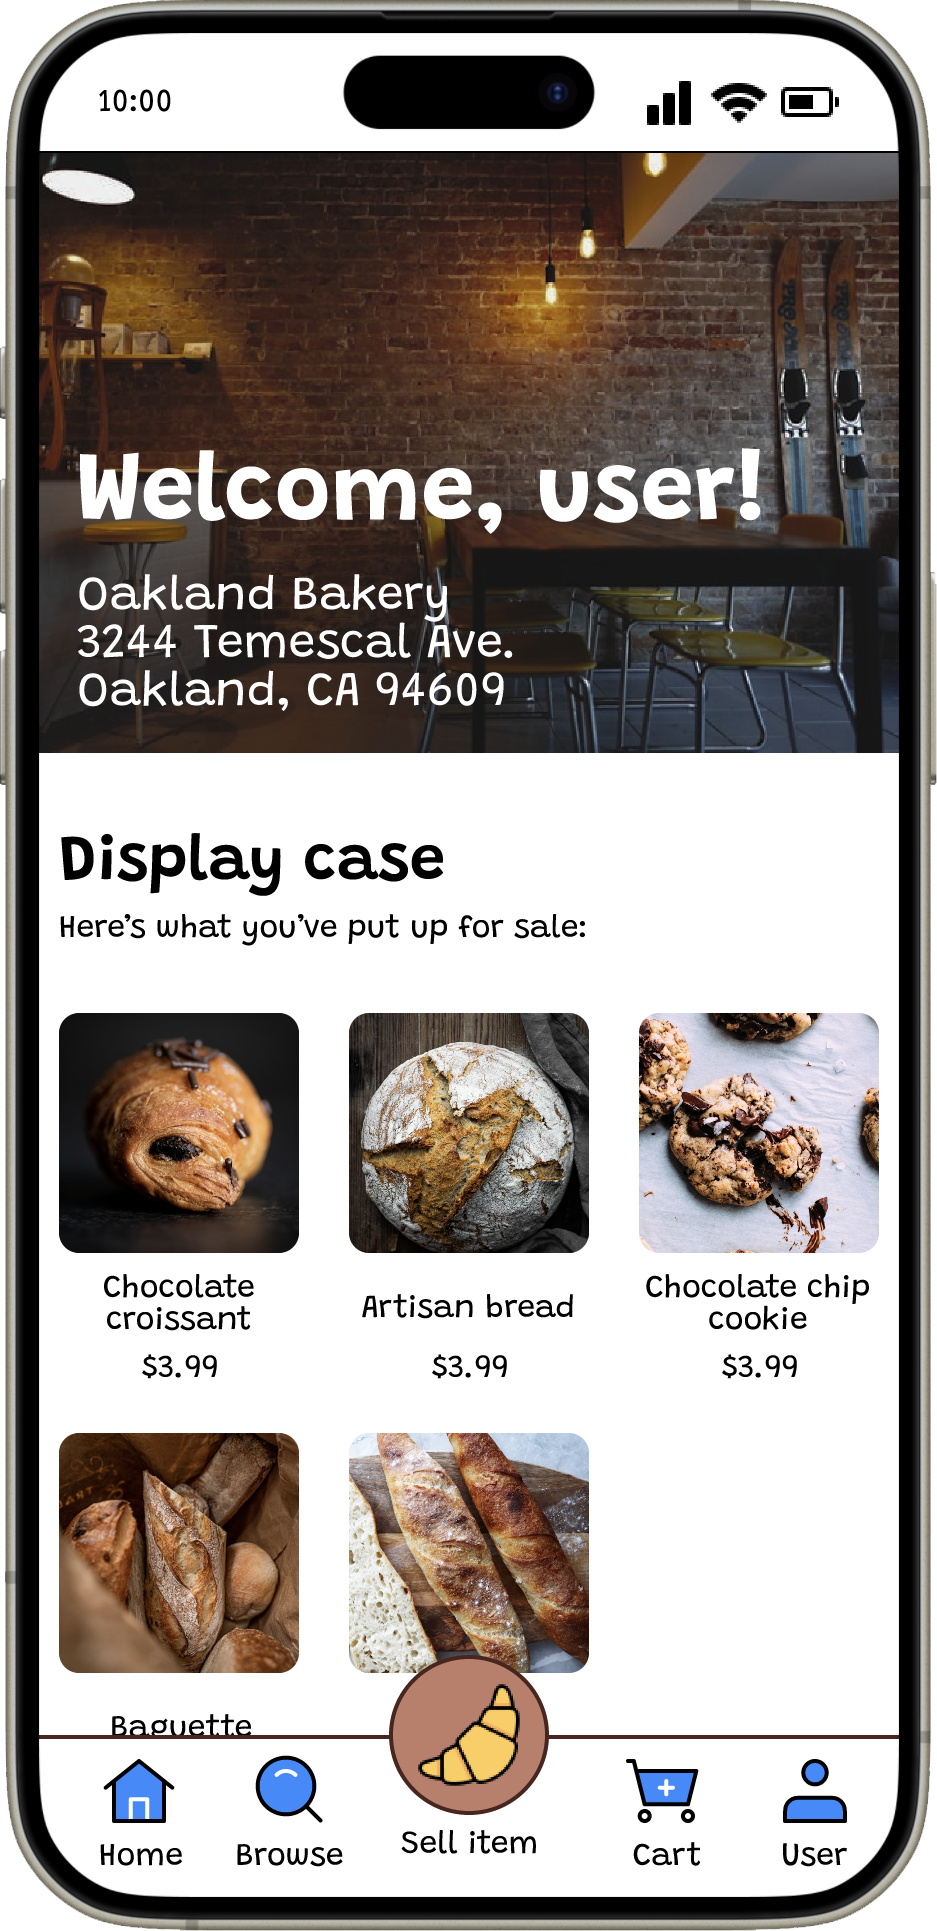 10:00
Welcome, user!
Oakland Bakery
3244 Temescal Ave.
Oakland, CA 94609
Display case
Here’s what you’ve put up for sale:
Chocolate
croissant
$3.99
Artisan bread
$3.99
Chocolate chip
cookie
$3.99
Baguette
Home
Browse
Sell item
Cart
User